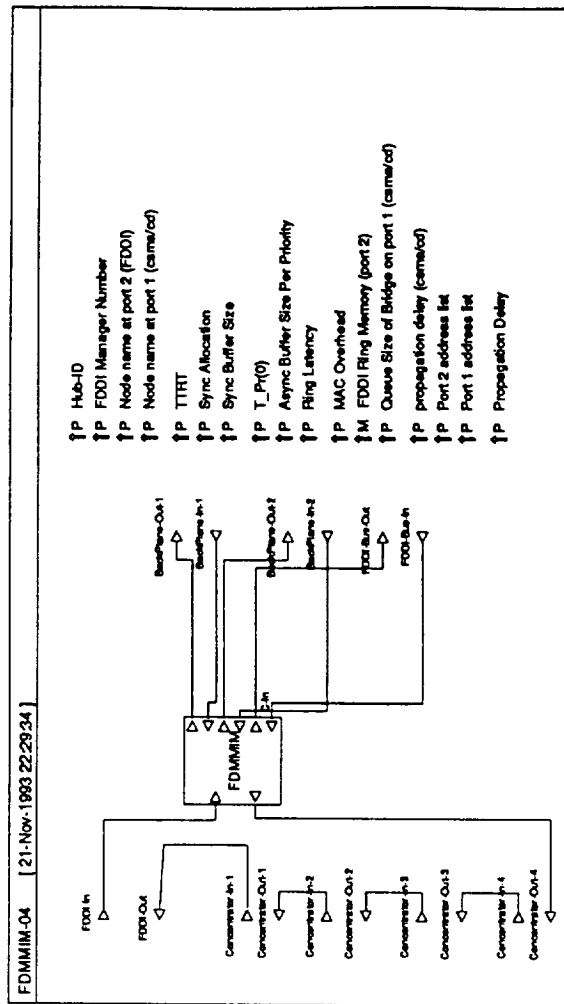 FDMMIM-04 [ 21-Nov-1993 22:29:34 ]
FDDI In
FDDI-Out
Concentrator-In-1
Concentrator-Out-1
Concentrator-In-2
Concentrator-Out-2
Concentrator-In-3
Concentrator-Out-3
Concentrator-In-4
Concentrator-Out-4
FDMMIM
C-In
BackPlane-Out-1
BackPlane-In-1
BackPlane-Out-2
BackPlane-In-2
FDDI-Bus-Out
FDDI-Bus-In
↑P Hub-ID
↑P FDDI Manager Number
↑P Node name at port 2 (FDDI)
↑P Node name at port 1 (csma/cd)
↑P TTRT
↑P Sync Allocation
↑P Sync Buffer Size
↑P T_Pr(0)
↑P Async Buffer Size Per Priority
↑P Ring Latency
↑P MAC Overhead
↑M FDDI Ring Memory (port 2)
↑P Queue Size of Bridge on port 1 (csma/cd)
↑P propagation delay (csma/cd)
↑P Port 2 address list
↑P Port 1 address list
↑P Propagation Delay